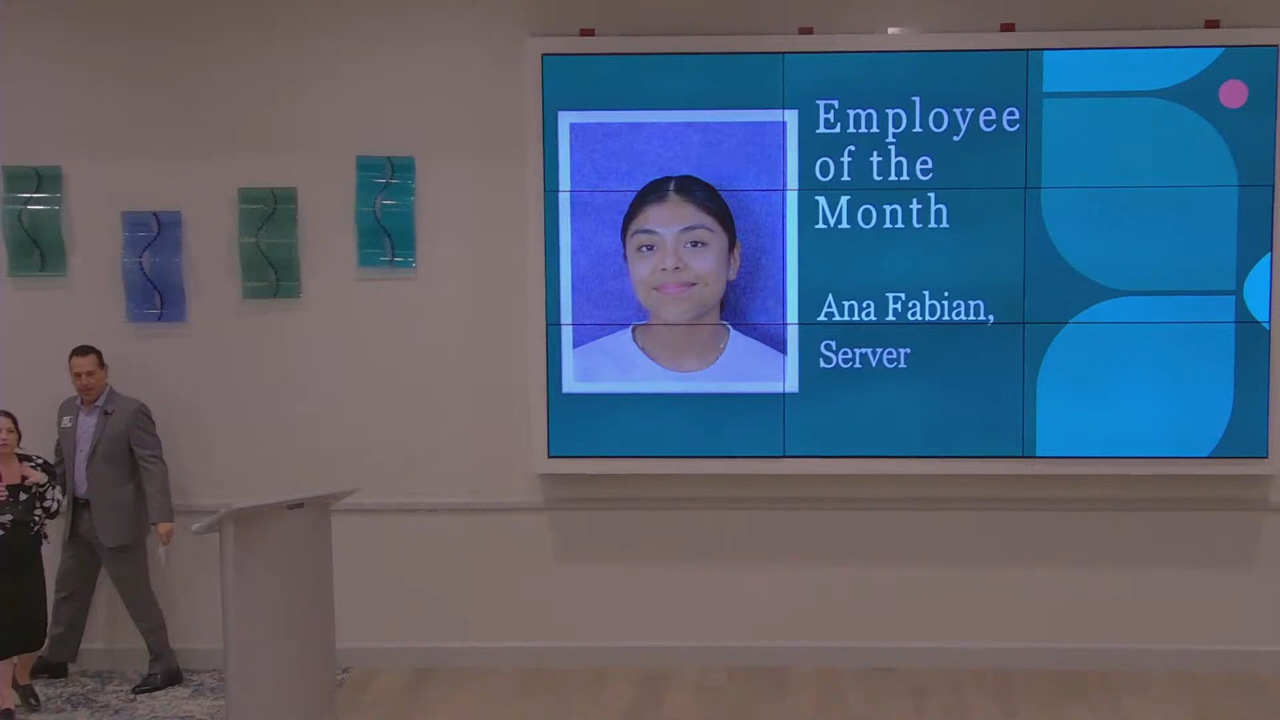 Employee
of the
Month
Ana Fabian,
Server